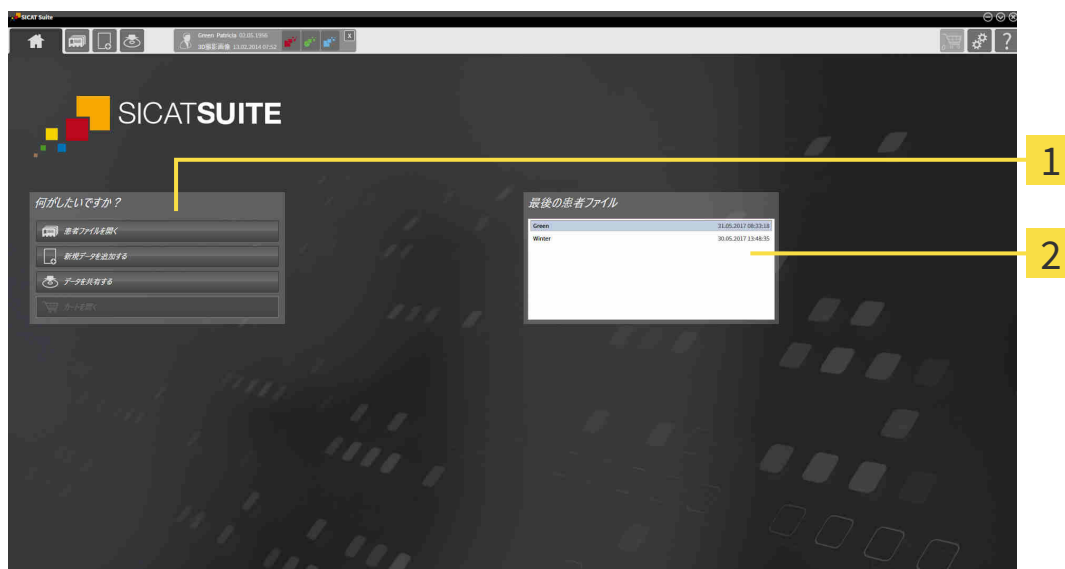 SICAT Suite
Green Patricia 02.05.1986
3D撮影画像 13.01.2014 07:52
X
?
SICATSUITE
1
何がしたいですか？
患者ファイルを開く
新規データを追加する
データを共有する
カートを開く
最後の患者ファイル
Green 31.05.2017 08:33:18
Winter 30.05.2017 13:48:35
2